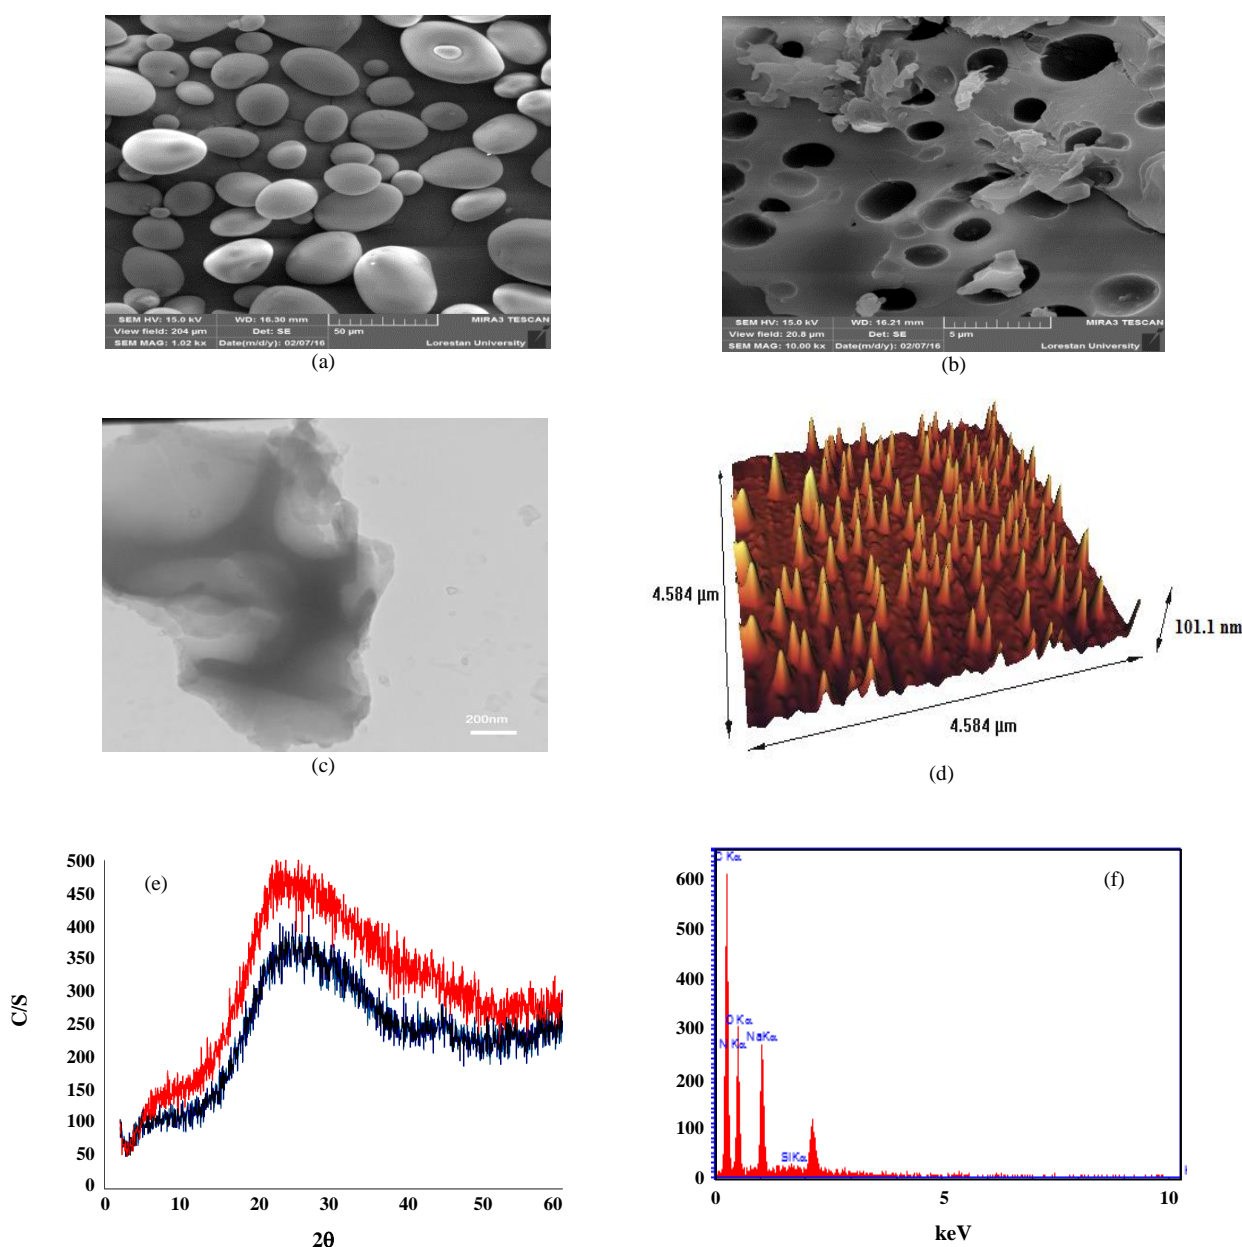 SEM HV: 15.0 kV WD: 16.30 mm MIRA3 TESCAN
View field: 204 µm Det: SE 50 µm
SEM MAG: 1.02 kx Date(m/d/y): 02/07/16 Lorestan University
(a)
SEM HV: 15.0 kV WD: 16.21 mm MIRA3 TESCAN
View field: 20.8 µm Det: SE 5 µm
SEM MAG: 10.00 kx Date(m/d/y): 02/07/16 Lorestan University
(b)
200nm
(c)
4.584 µm
101.1 nm
4.584 µm
(d)
500
450
400
350
300
250
200
150
100
50
0
C/S
(e)
0 10 20 30 40 50 60
2θ
600
500
400
300
200
100
0
(f)
Kα
O Kα
N Kα NaKα
SiKα
0 5 10
keV